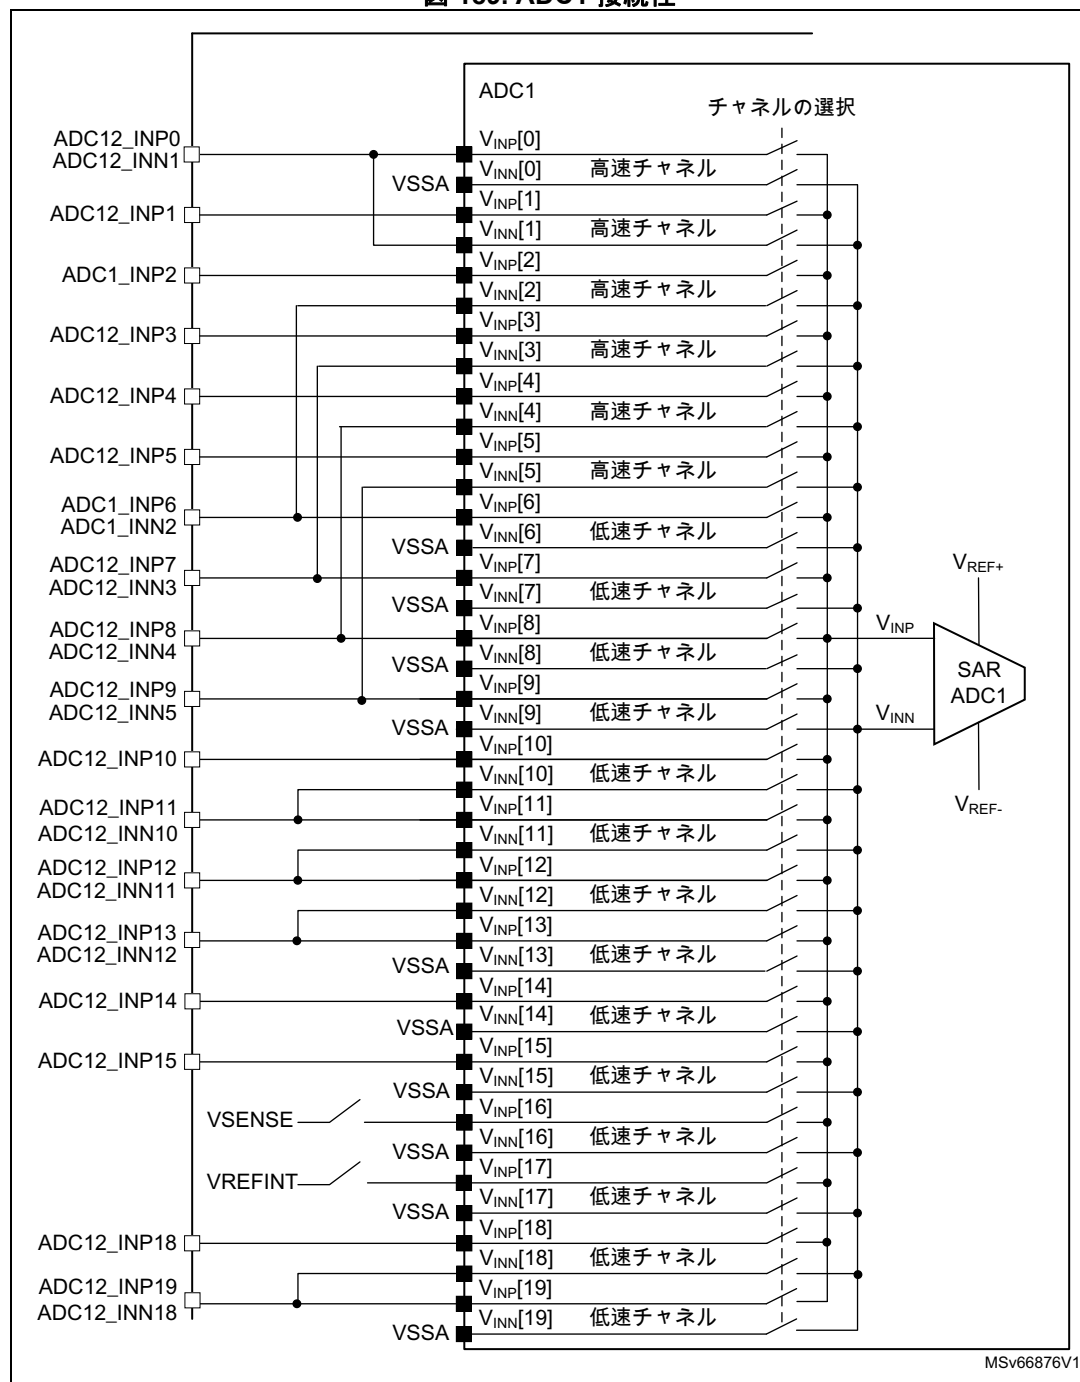 ADC1
チャネルの選択
ADC12_INP0
ADC12_INN1
VINP[0]
VSSA
VINN[0] 高速チャネル
ADC12_INP1
VINP[1]
VINN[1] 高速チャネル
ADC1_INP2
VINP[2]
VINN[2] 高速チャネル
ADC12_INP3
VINP[3]
VINN[3] 高速チャネル
ADC12_INP4
VINP[4]
VINN[4] 高速チャネル
ADC12_INP5
VINP[5]
VINN[5] 高速チャネル
ADC1_INP6
ADC1_INN2
VINP[6]
VSSA
VINN[6] 低速チャネル
ADC12_INP7
ADC12_INN3
VINP[7]
VSSA
VINN[7] 低速チャネル
ADC12_INP8
ADC12_INN4
VINP[8]
VSSA
VINN[8] 低速チャネル
ADC12_INP9
ADC12_INN5
VINP[9]
VSSA
VINN[9] 低速チャネル
ADC12_INP10
VINP[10]
VINN[10] 低速チャネル
ADC12_INP11
ADC12_INN10
VINP[11]
VINN[11] 低速チャネル
ADC12_INP12
ADC12_INN11
VINP[12]
VINN[12] 低速チャネル
ADC12_INP13
ADC12_INN12
VINP[13]
VSSA
VINN[13] 低速チャネル
ADC12_INP14
VINP[14]
VSSA
VINN[14] 低速チャネル
ADC12_INP15
VINP[15]
VSSA
VINN[15] 低速チャネル
VSENSE
VINP[16]
VSSA
VINN[16] 低速チャネル
VREFINT
VINP[17]
VSSA
VINN[17] 低速チャネル
ADC12_INP18
VINP[18]
VINN[18] 低速チャネル
ADC12_INP19
ADC12_INN18
VINP[19]
VSSA
VINN[19] 低速チャネル
VREF+
VINP
SAR
ADC1
VINN
VREF-
MSv66876V1